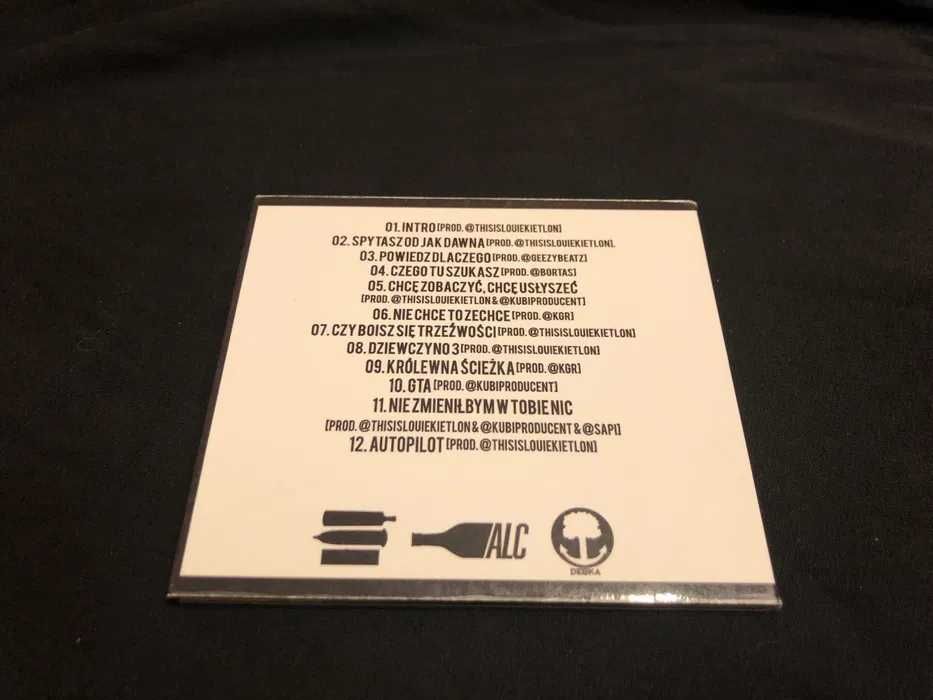 01. INTRO [PROD. @THISISLOUIEKIETLON]
02. SPYTASZ OD JAK DAWNA [PROD. @THISISLOUIEKIETLON].
03. POWIEDZ DLACZEGO [PROD. @GEEZYBEATZ]
04. CZEGO TU SZUKASZ [PROD. @BORTAS]
05. CHCĘ ZOBACZYĆ, CHCĘ USŁYSZEĆ
[PROD. @THISISLOUIEKIETLON & @KUBIPRODUCENT]
06. NIE CHCE TO ZECHCE [PROD. @KGR]
07. CZY BOISZ SIĘ TRZEŹWOŚCI [PROD. @THISISLOUIEKIETLON]
08. DZIEWCZYNO 3 [PROD. @THISISLOUIEKIETLON]
09. KRÓLEWNA ŚCIEŻKA [PROD. @KGR]
10. GTA [PROD. @KUBIPRODUCENT]
11. NIE ZMIENIŁBYM W TOBIE NIC
[PROD. @THISISLOUIEKIETLON & @KUBIPRODUCENT & @SAPI]
12. AUTOPILOT [PROD. @THISISLOUIEKIETLON]
ALC